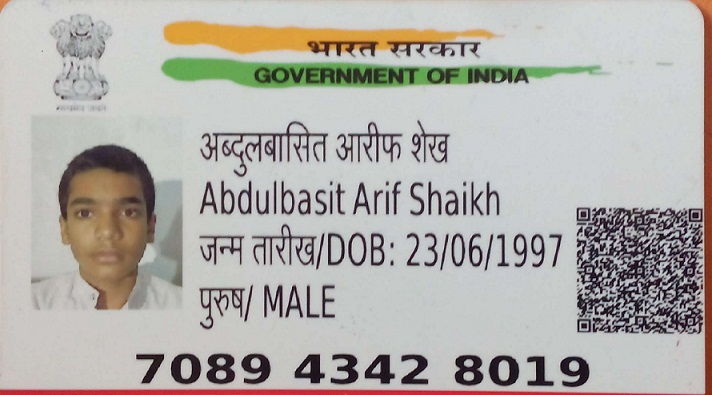 भारत सरकार
GOVERNMENT OF INDIA
अब्दुलबासित आरीफ शेख
Abdulbasit Arif Shaikh
जन्म तारीख/DOB: 23/06/1997
पुरुष/ MALE
7089 4342 8019